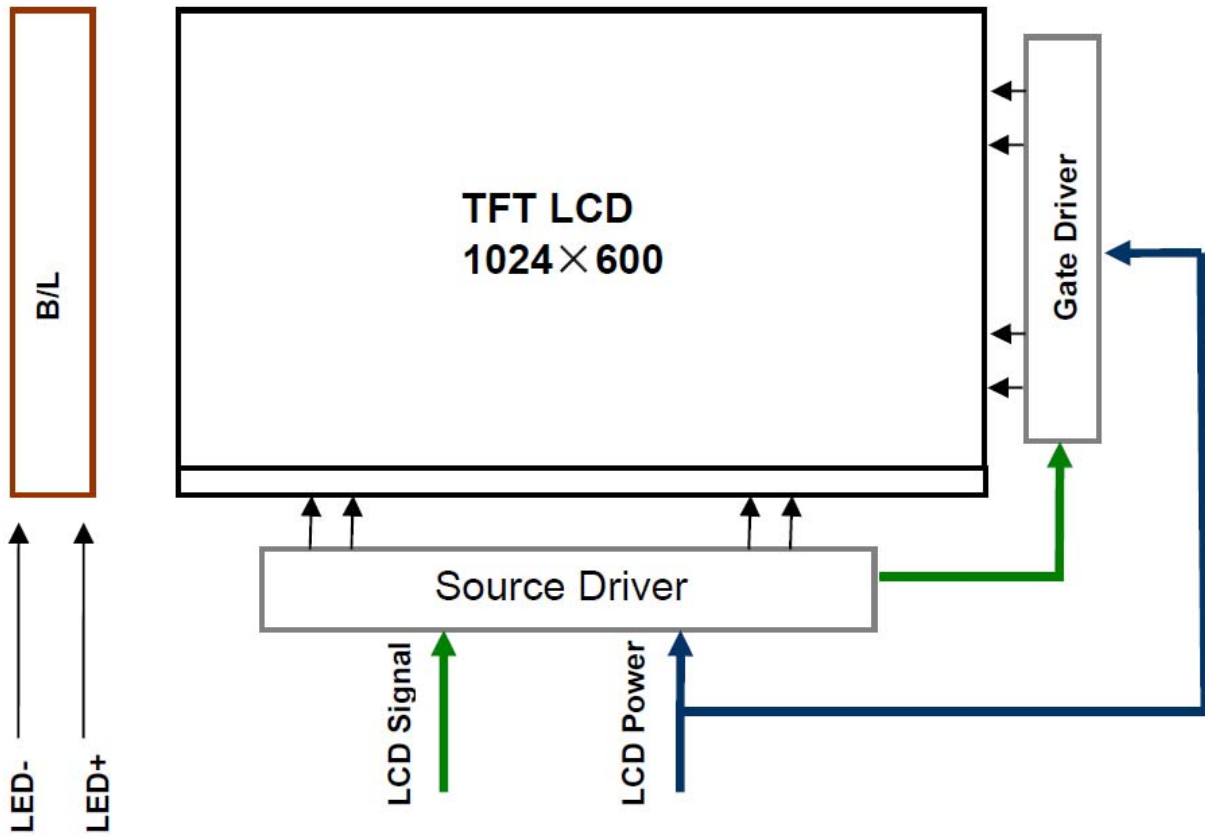 B/L
TFT LCD
1024×600
Gate Driver
Source Driver
LCD Signal
LCD Power
LED-
LED+